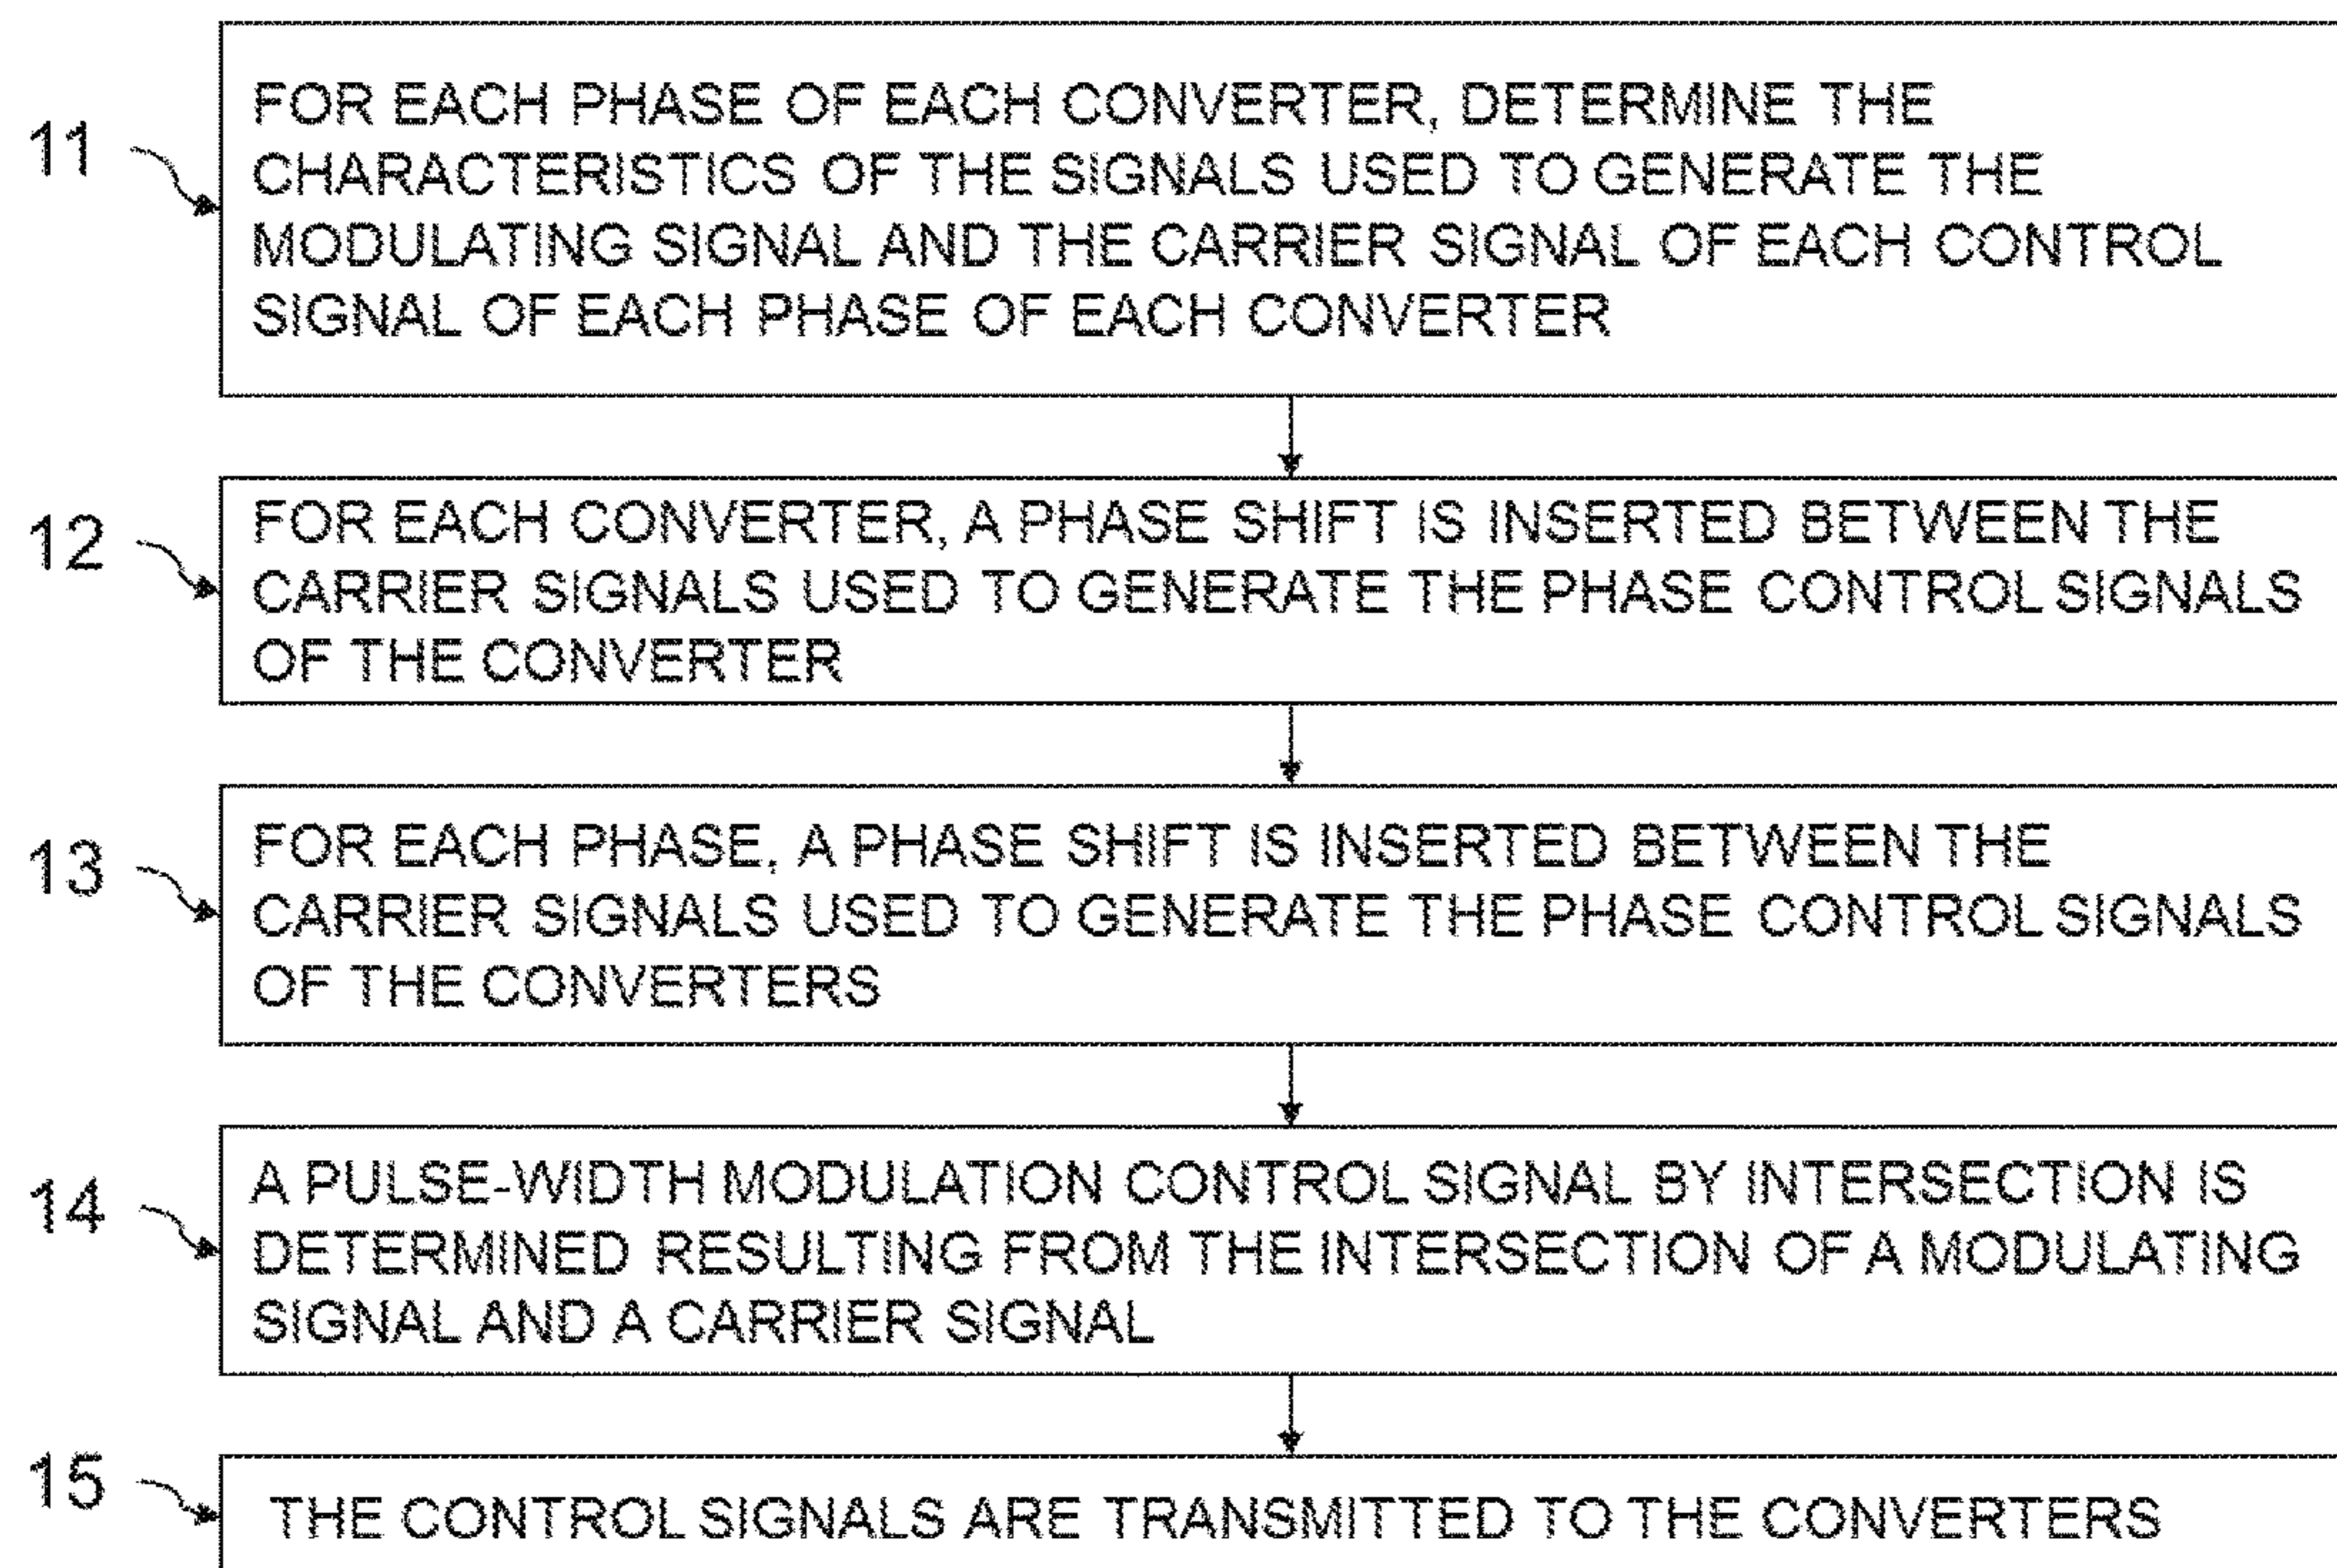 11
FOR EACH PHASE OF EACH CONVERTER, DETERMINE THE
CHARACTERISTICS OF THE SIGNALS USED TO GENERATE THE
MODULATING SIGNAL AND THE CARRIER SIGNAL OF EACH CONTROL
SIGNAL OF EACH PHASE OF EACH CONVERTER
12
FOR EACH CONVERTER, A PHASE SHIFT IS INSERTED BETWEEN THE
CARRIER SIGNALS USED TO GENERATE THE PHASE CONTROL SIGNALS
OF THE CONVERTER
13
FOR EACH PHASE, A PHASE SHIFT IS INSERTED BETWEEN THE
CARRIER SIGNALS USED TO GENERATE THE PHASE CONTROL SIGNALS
OF THE CONVERTERS
14
A PULSE-WIDTH MODULATION CONTROL SIGNAL BY INTERSECTION IS
DETERMINED RESULTING FROM THE INTERSECTION OF A MODULATING
SIGNAL AND A CARRIER SIGNAL
15
THE CONTROL SIGNALS ARE TRANSMITTED TO THE CONVERTERS